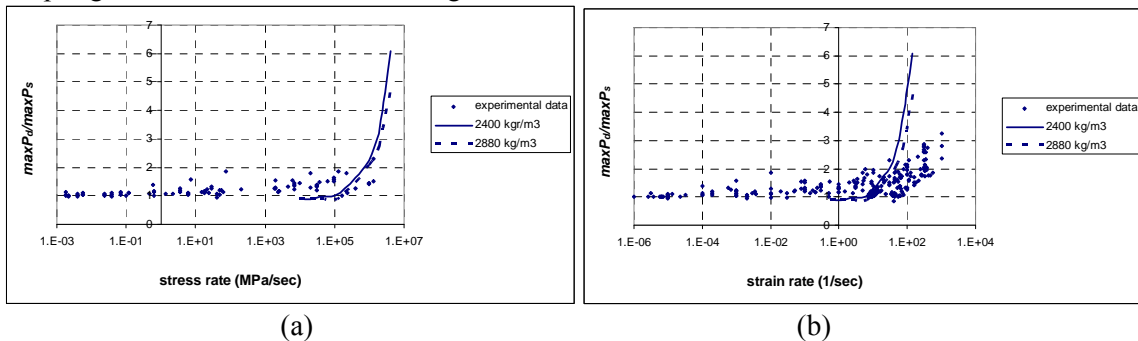 7
6
5
4
3
2
1
0
1.E-03 1.E-01 1.E+01 1.E+03 1.E+05 1.E+07
maxPd/maxPs
stress rate (MPa/sec)
experimental data
2400 kgr/m3
2880 kg/m3
(a)
7
6
5
4
3
2
1
0
1.E-06 1.E-04 1.E-02 1.E+00 1.E+02 1.E+04
maxPd/maxPs
strain rate (1/sec)
experimental data
2400 kgr/m3
2880 kg/m3
(b)